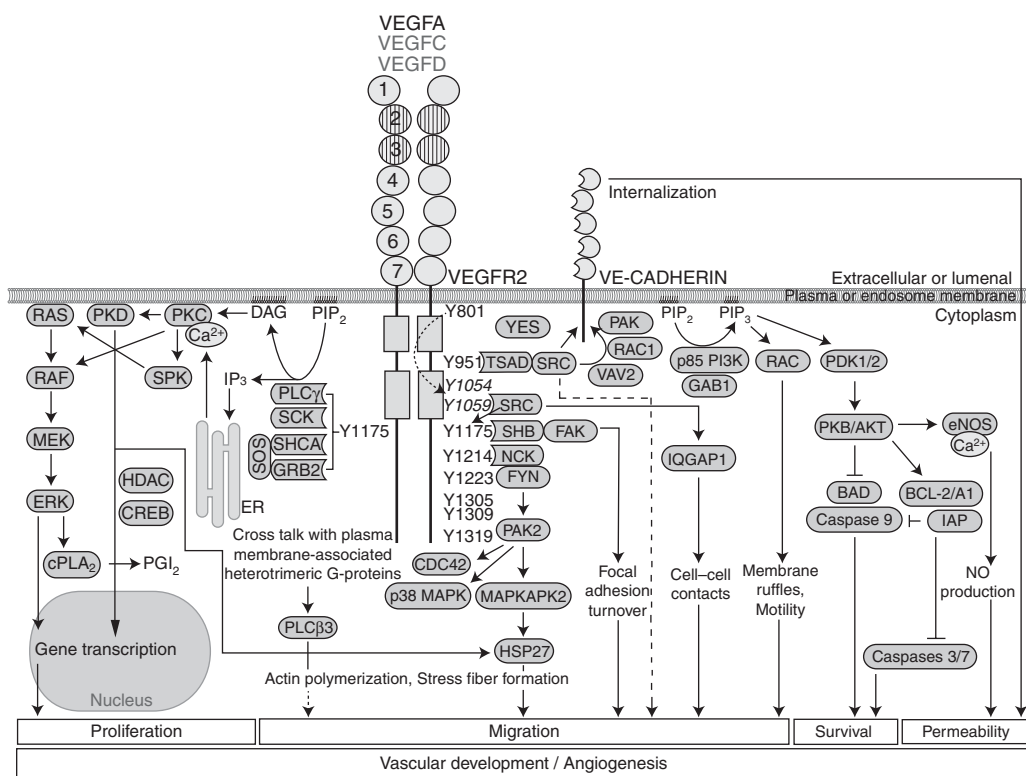 VEGFA
VEGFC
VEGFD
1
2
3
4
5
6
7
VEGFR2
Internalization
VE-CADHERIN
Extracellular or lumenal
Plasma or endosome membrane
Cytoplasm
RAS
PKD
PKC
Ca2+
DAG
PIP2
RAF
SPK
IP3
MEK
ERK
cPLA2
PGI2
HDAC
CREB
ER
PLCγ
SCK
SHCA
GRB2
SOS
Y1175
Y801
Y951
Y1054
Y1059
Y1175
Y1214
Y1223
Y1305
Y1309
Y1319
YES
TSAD
SRC
PAK
RAC1
VAV2
SRC
SHB
FAK
NCK
FYN
PAK2
CDC42
p38 MAPK
MAPKAPK2
HSP27
PIP2
PIP3
p85 PI3K
GAB1
RAC
PDK1/2
IQGAP1
PKB/AKT
eNOS
Ca2+
BAD
BCL-2/A1
Caspase 9
IAP
Caspases 3/7
Cross talk with plasma
membrane-associated
heterotrimeric G-proteins
PLCβ3
Actin polymerization, Stress fiber formation
Focal
adhesion
turnover
Cell–cell
contacts
Membrane
ruffles,
Motility
NO
production
Gene transcription
Nucleus
Proliferation
Migration
Survival
Permeability
Vascular development / Angiogenesis